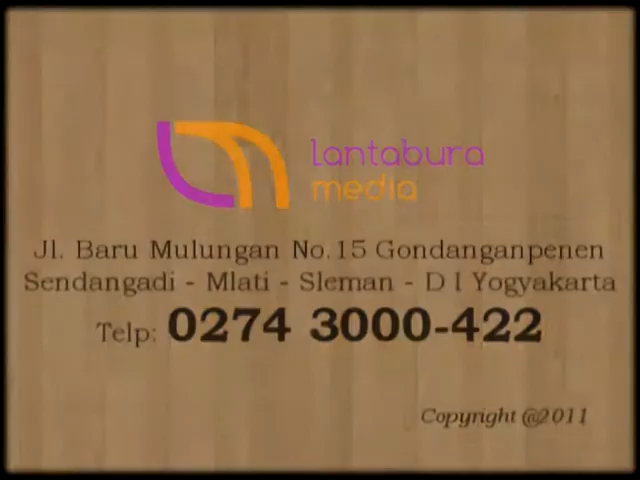 lantabura
media
Jl. Baru Mulungan No.15 Gondanganpenen
Sendangadi - Mlati - Sleman - D I Yogyakarta
Telp: 0274 3000-422
Copyright @2011